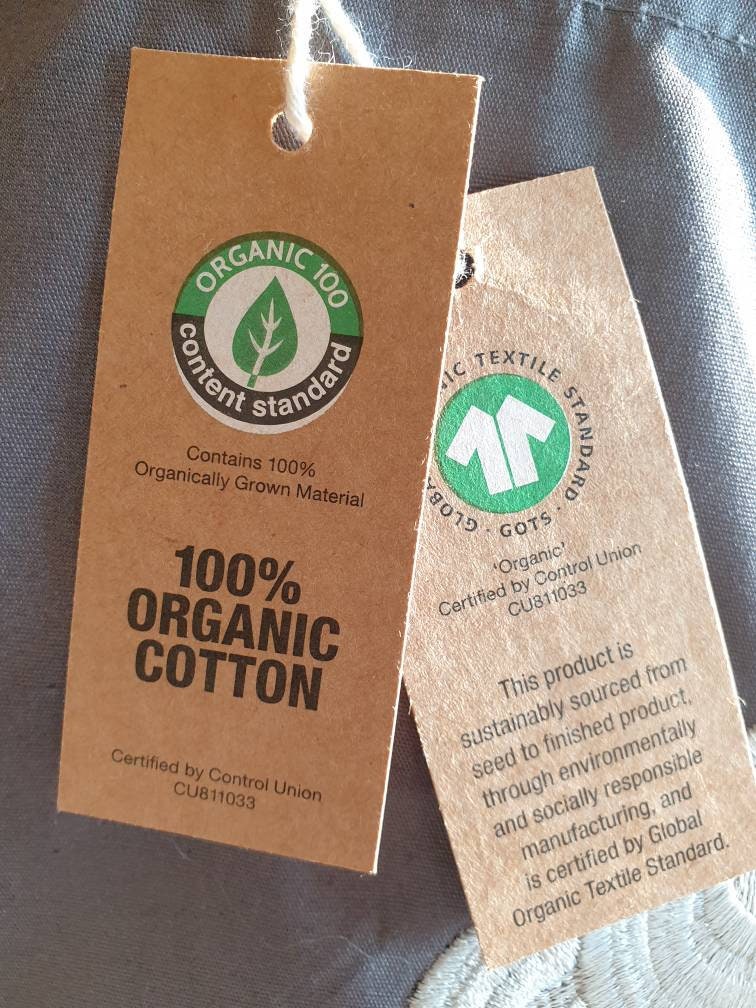 ORGANIC 100
content standard
Contains 100%
Organically Grown Material
100%
ORGANIC
COTTON
Certified by Control Union
CU811033
TEXTILE STANDARD · GOTS ·
'Organic'
Certified by Control Union
CU811033
This product is
sustainably sourced from
seed to finished product,
through environmentally
and socially responsible
manufacturing, and
is certified by Global
Organic Textile Standard.